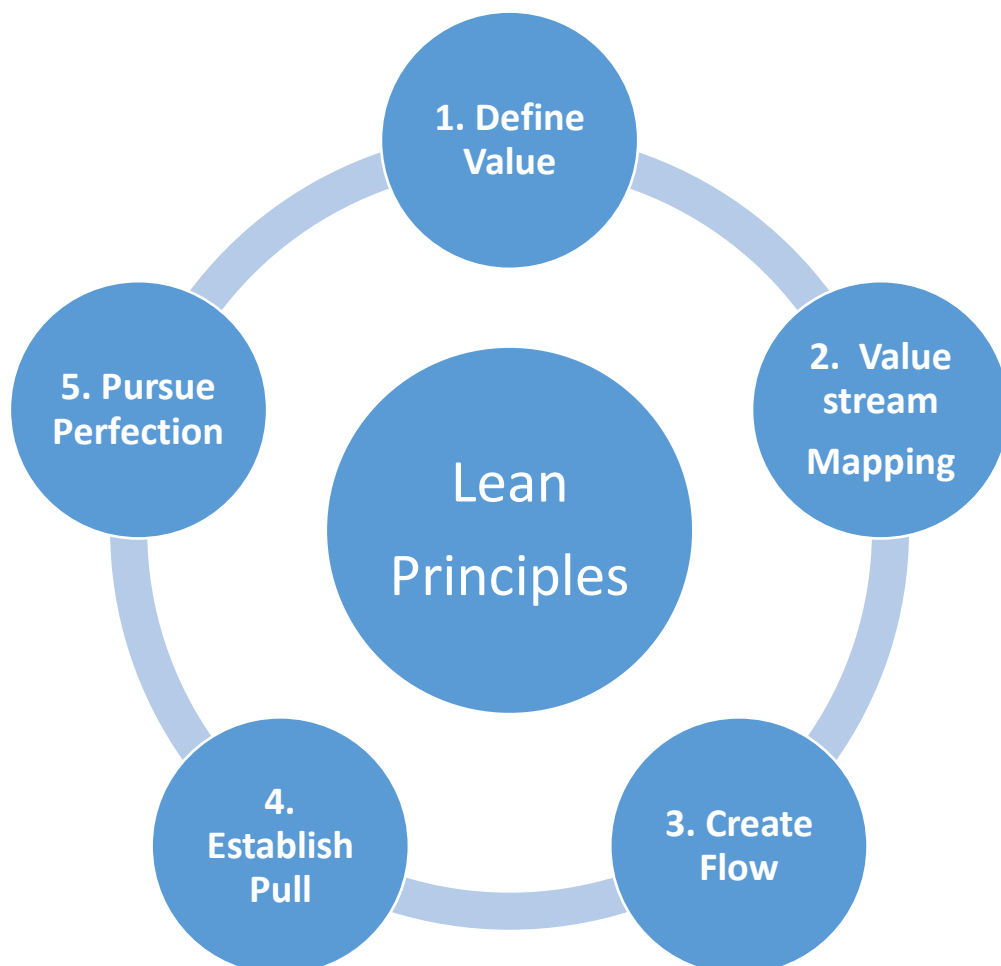 1. Define
Value
2.  Value
stream
Mapping
3. Create
Flow
4.
Establish
Pull
5. Pursue
Perfection
Lean
Principles